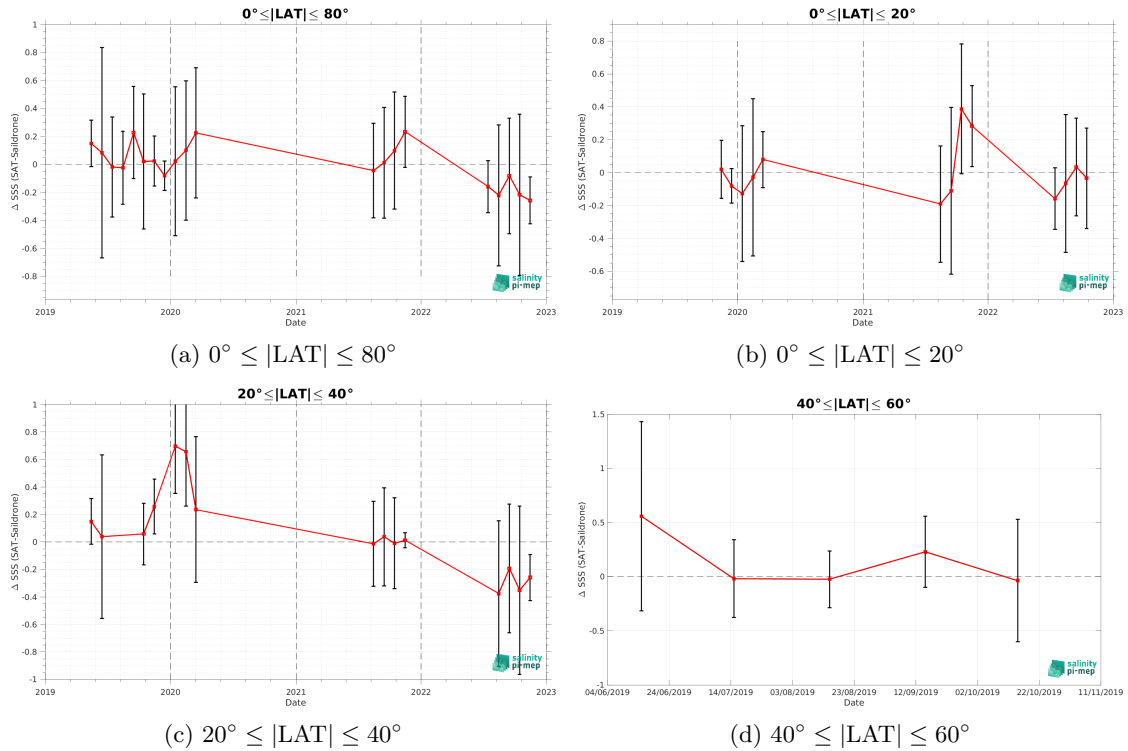 0°≤|LAT|≤ 80°
1
0.8
0.6
0.4
0.2
0
-0.2
-0.4
-0.6
-0.8
Δ SSS (SAT-Saildrone)
2019
2020
2021
2022
2023
Date
salinity
pi-mep
(a) 0° ≤ |LAT| ≤ 80°
0°≤|LAT|≤ 20°
0.8
0.6
0.4
0.2
0
-0.2
-0.4
-0.6
Δ SSS (SAT-Saildrone)
2019
2020
2021
2022
2023
Date
salinity
pi-mep
(b) 0° ≤ |LAT| ≤ 20°
20°≤|LAT|≤ 40°
1
0.8
0.6
0.4
0.2
0
-0.2
-0.4
-0.6
-0.8
-1
Δ SSS (SAT-Saildrone)
2019
2020
2021
2022
2023
Date
salinity
pi-mep
(c) 20° ≤ |LAT| ≤ 40°
40°≤|LAT|≤ 60°
1.5
1
0.5
0
-0.5
-1
Δ SSS (SAT-Saildrone)
04/06/2019
24/06/2019
14/07/2019
03/08/2019
23/08/2019
12/09/2019
02/10/2019
22/10/2019
11/11/2019
Date
salinity
pi-mep
(d) 40° ≤ |LAT| ≤ 60°